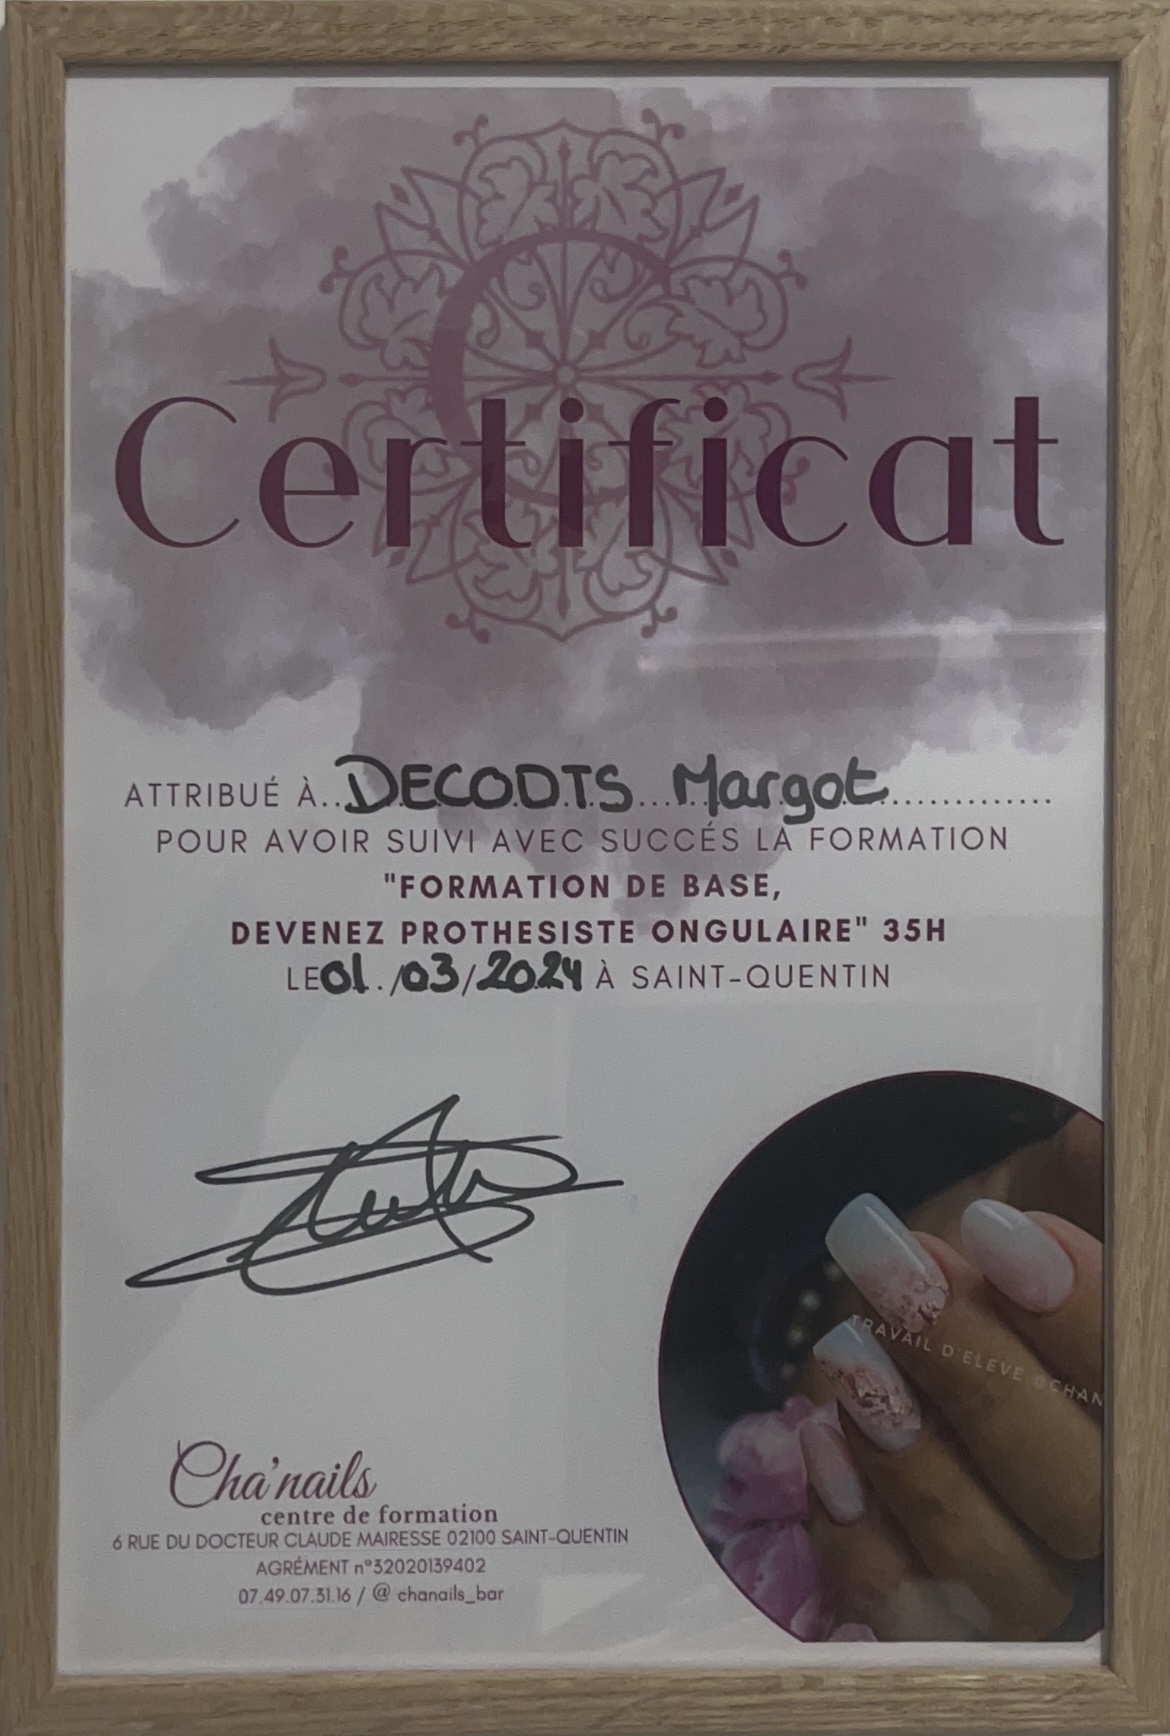 Certificat
ATTRIBUÉ À..DECODTS Margot
POUR AVOIR SUIVI AVEC SUCCÉS LA FORMATION
"FORMATION DE BASE,
DEVENEZ PROTHESISTE ONGULAIRE" 35H
LE 01./03/2024 À SAINT-QUENTIN
TRAVAIL D'ELEVE @CHAN
Cha'nails
centre de formation
6 RUE DU DOCTEUR CLAUDE MAIRESSE 02100 SAINT-QUENTIN
AGRÉMENT n°32020139402
07.49.07.31.16 / @ chanails_bar